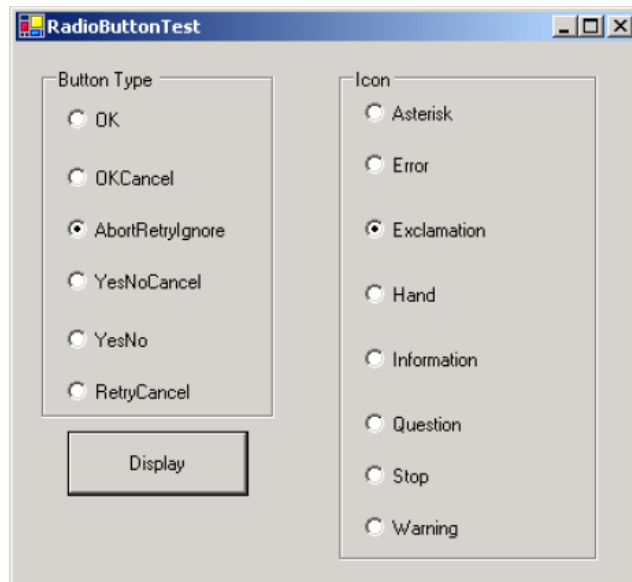 RadioButtonTest
Button Type
OK
OKCancel
AbortRetryIgnore
YesNoCancel
YesNo
RetryCancel
Display
Icon
Asterisk
Error
Exclamation
Hand
Information
Question
Stop
Warning